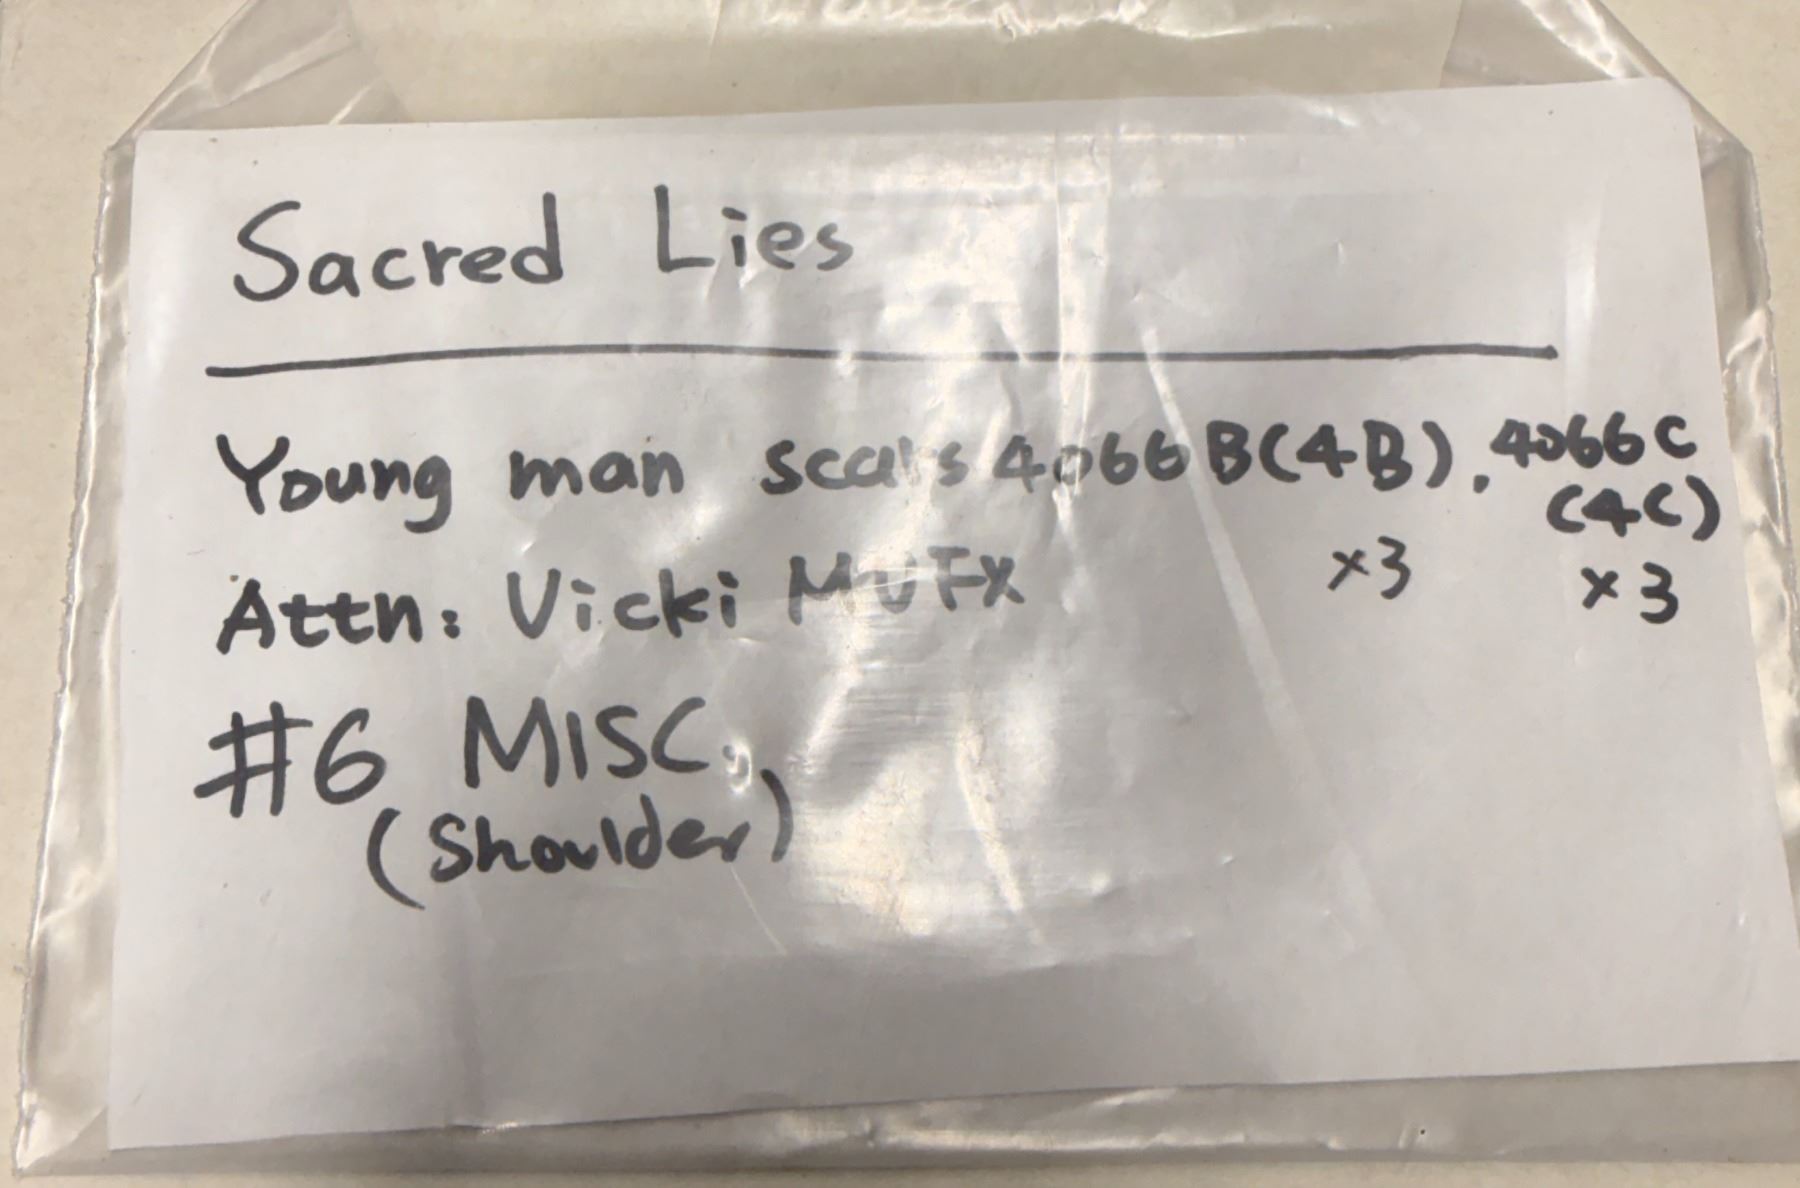 Sacred Lies
Young man scars 4066B(4B), 4066C
(4C)
x3 x3
Attn: Vicki MUFX
#6 MISC,
(Shoulder)